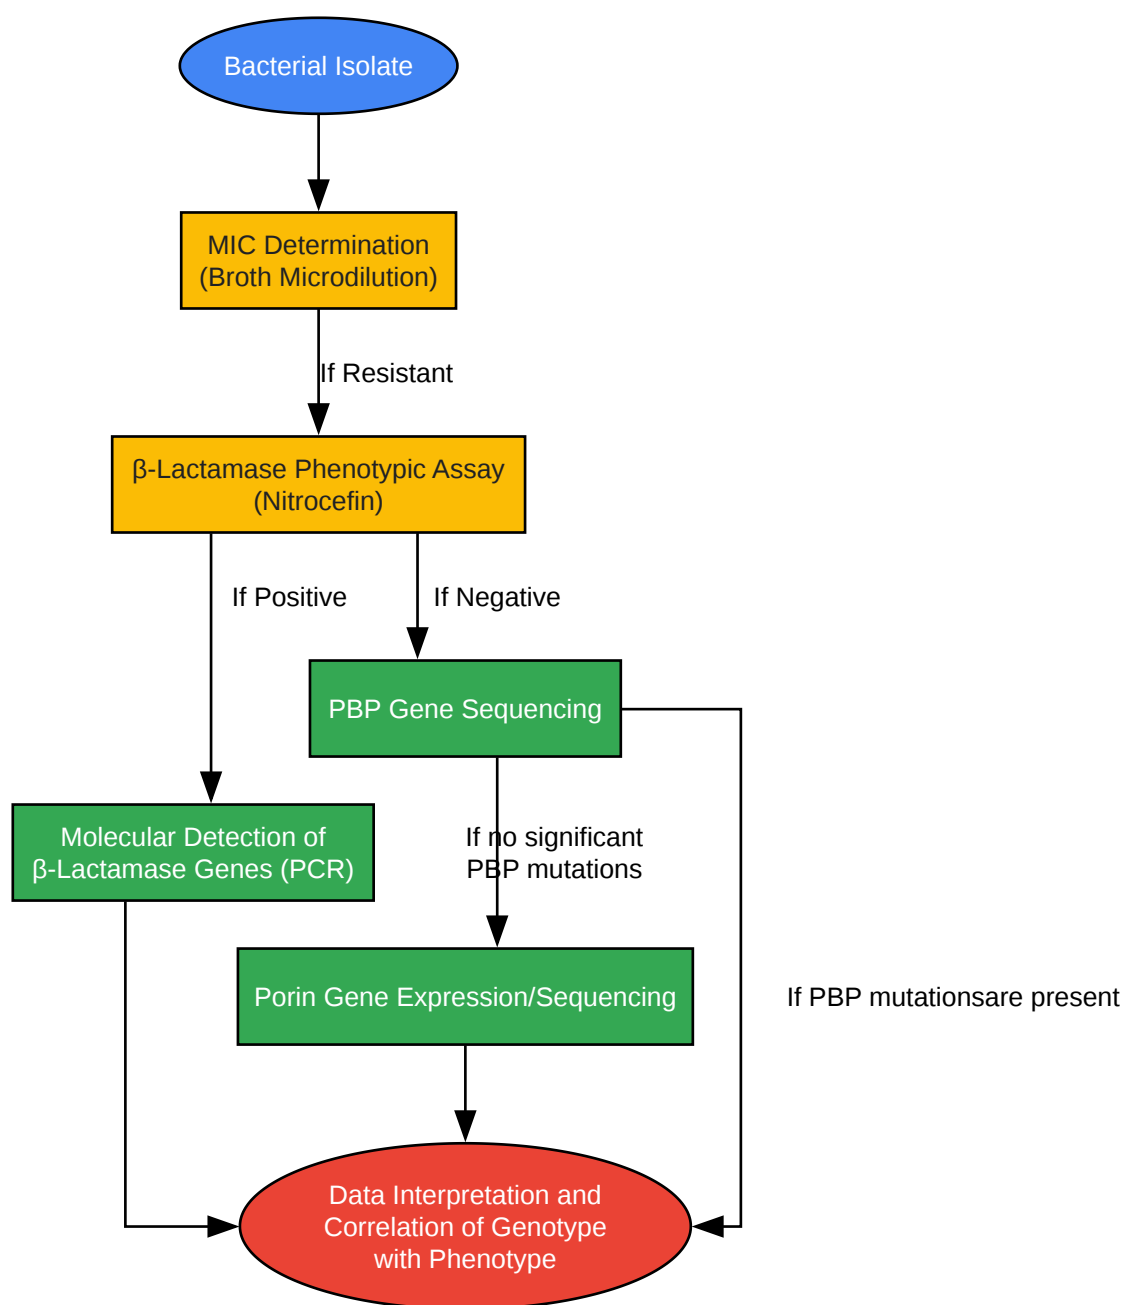 Bacterial Isolate
MIC Determination
(Broth Microdilution)
If Resistant
β-Lactamase Phenotypic Assay
(Nitrocefin)
If Positive
If Negative
PBP Gene Sequencing
Molecular Detection of
β-Lactamase Genes (PCR)
If no significant
PBP mutations
Porin Gene Expression/Sequencing
If PBP mutationsare present
Data Interpretation and
Correlation of Genotype
with Phenotype